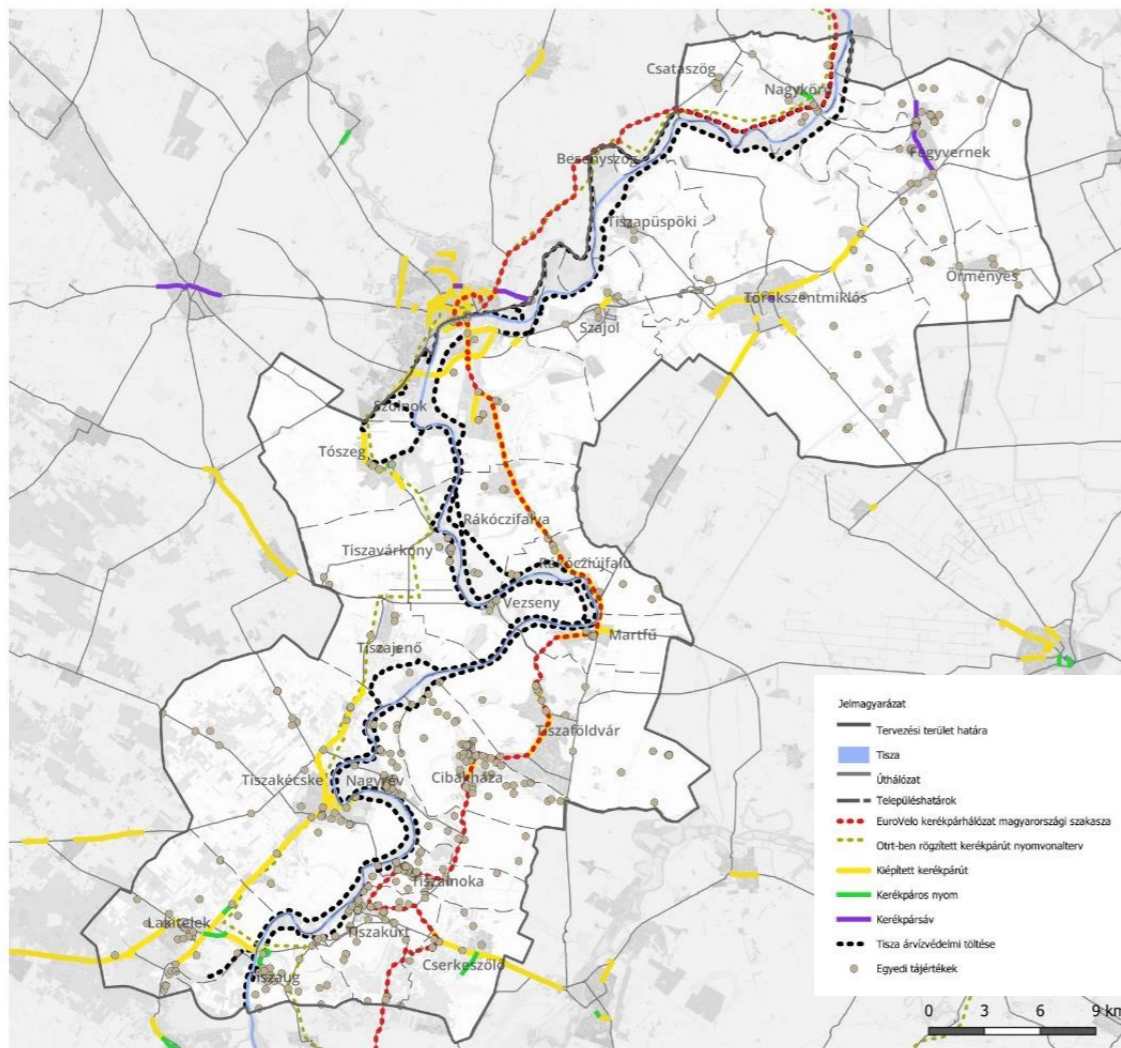 Csataszög
Nagykörű
Fegyvernek
Besenyszög
Tiszapüspöki
Örményes
Törökszentmiklós
Szajol
Szolnok
Tószeg
Rákóczifalva
Tiszavárkony
Rákócziújfalu
Vezseny
Martfű
Tiszajenő
Tiszaföldvár
Tiszakécske
Nagyrév
Cibakháza
Tiszainoka
Lakitelek
Tiszakürt
Cserkeszőlő
Tiszaug
Jelmagyarázat
Tervezési terület határa
Tisza
Úthálózat
Településhatárok
EuroVelo kerékpárhálózat magyarországi szakasza
Otrt-ben rögzített kerékpárút nyomvonalterv
Kiépített kerékpárút
Kerékpáros nyom
Kerékpársáv
Tisza árvízvédelmi töltése
Egyedi tájértékek
0 3 6 9 km